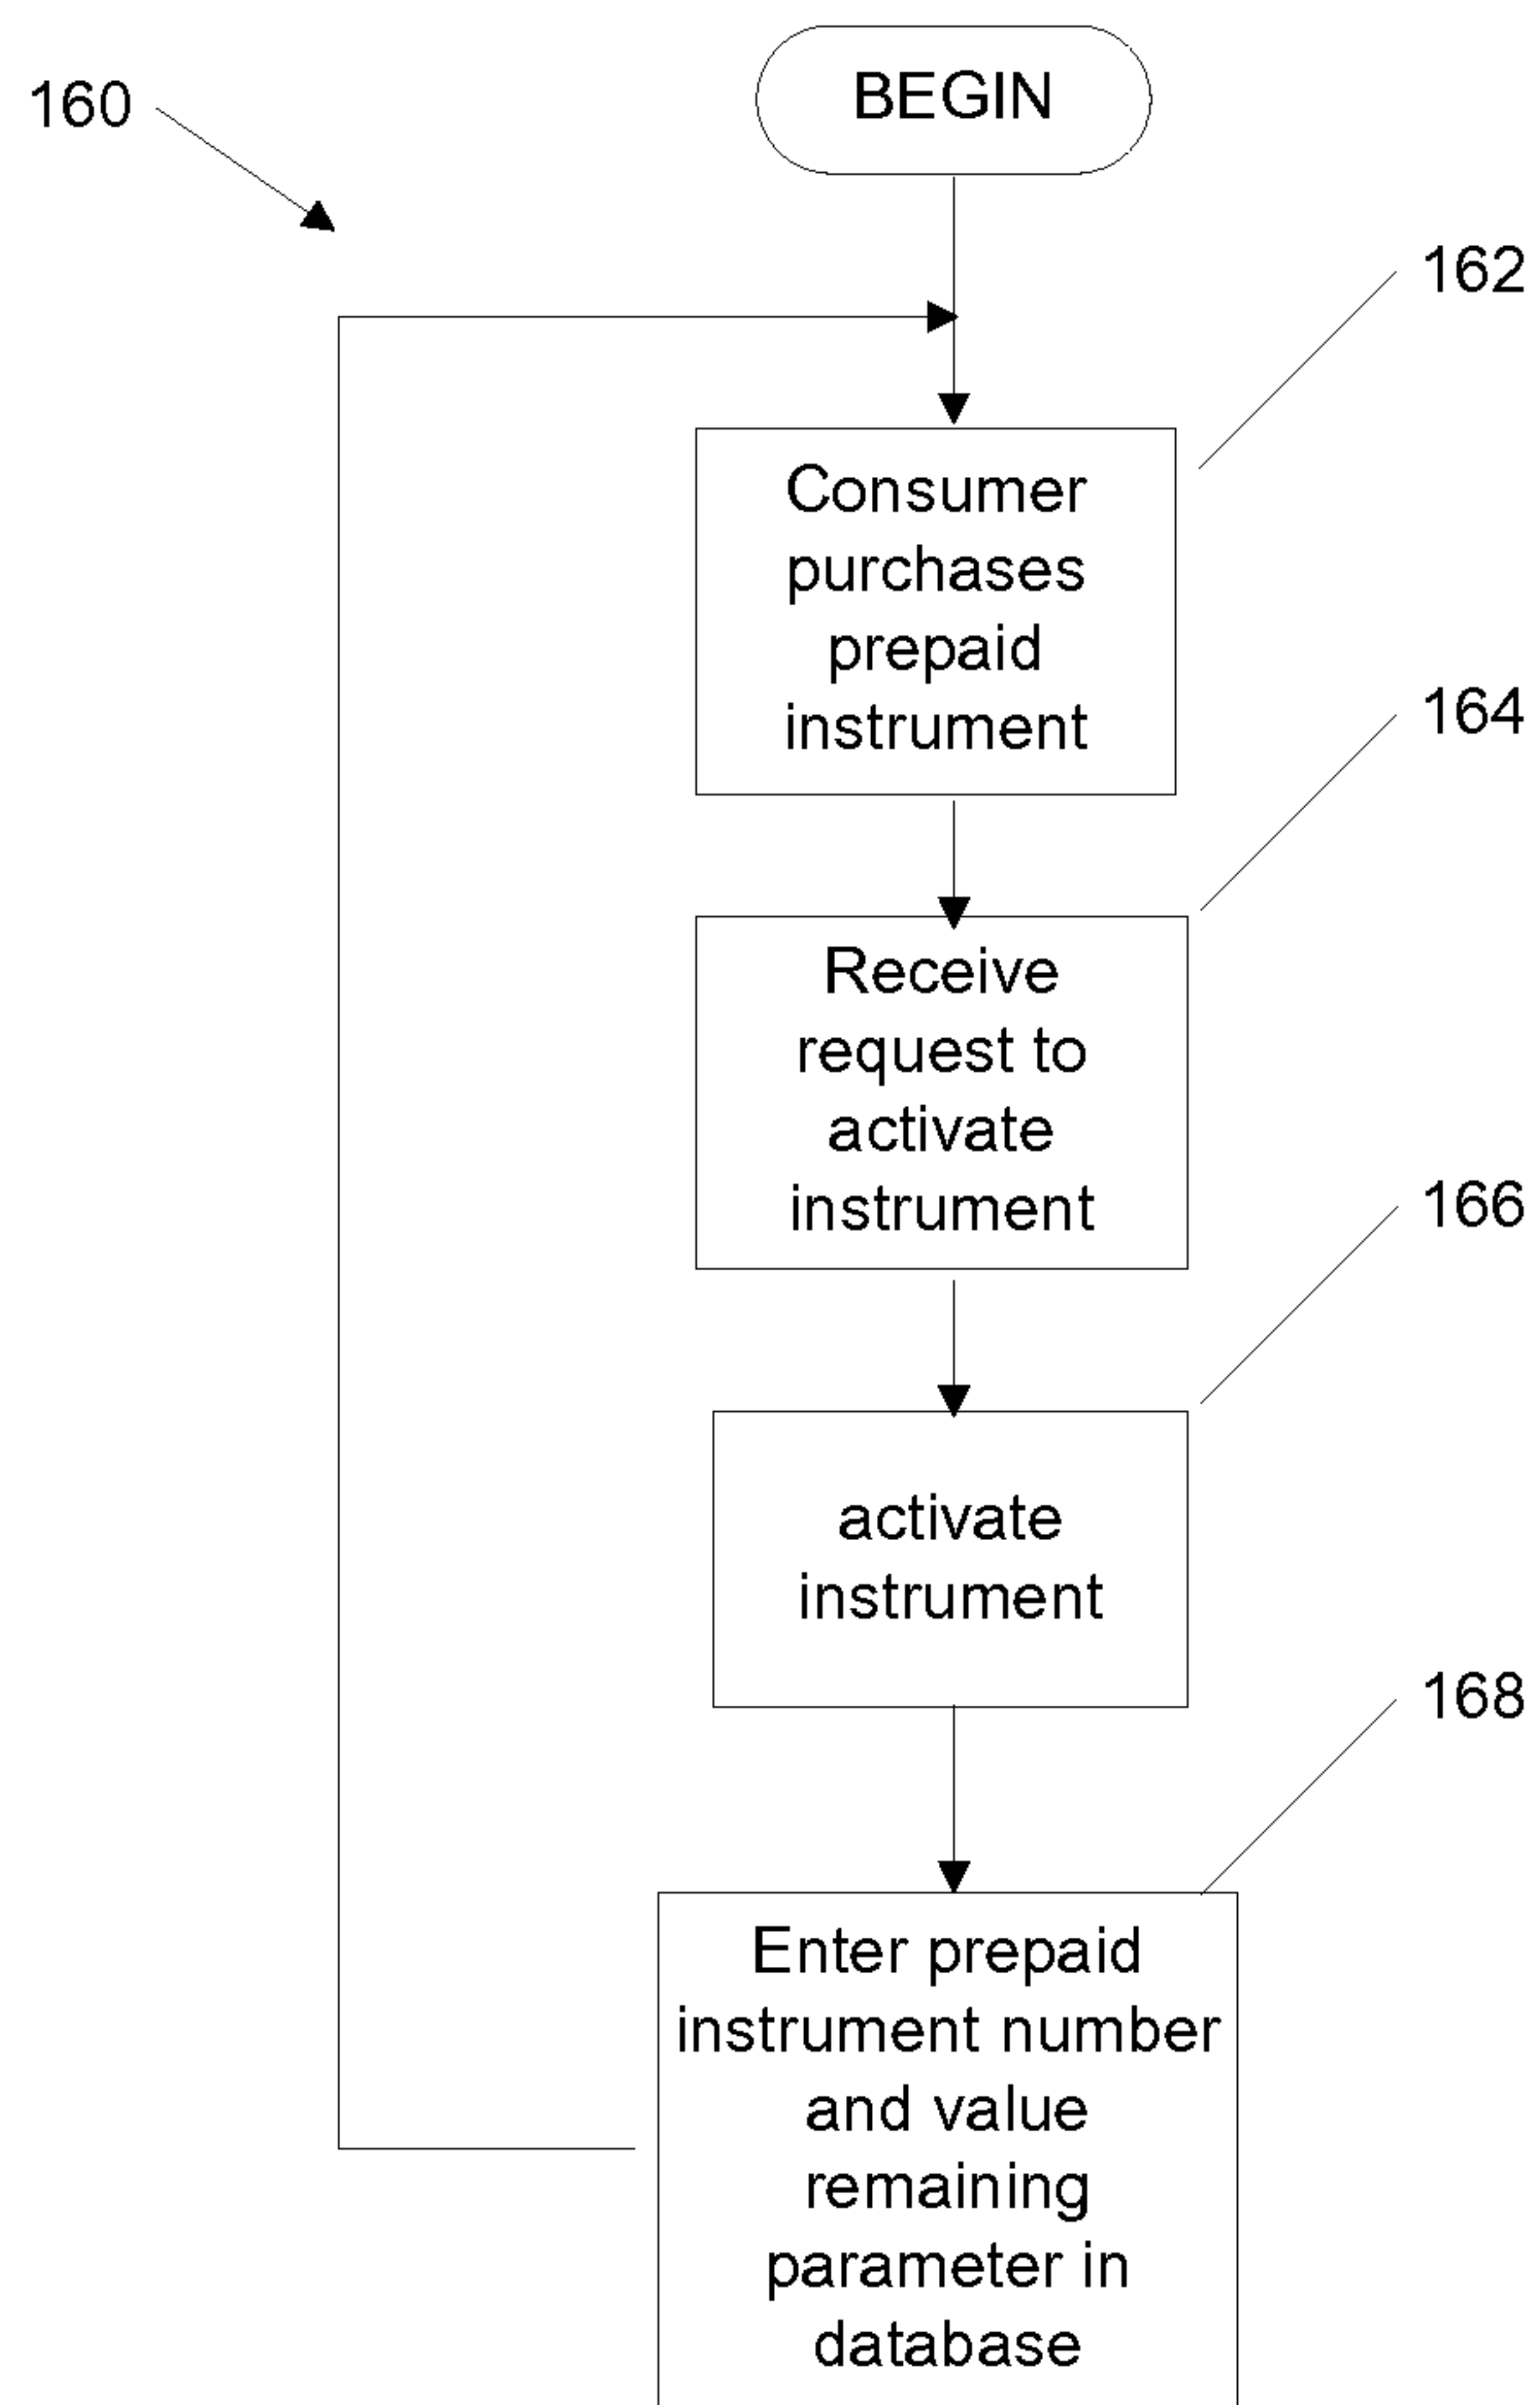 BEGIN
160
162
Consumer
purchases
prepaid
instrument
164
Receive
request to
activate
instrument
166
activate
instrument
168
Enter prepaid
instrument number
and value
remaining
parameter in
database